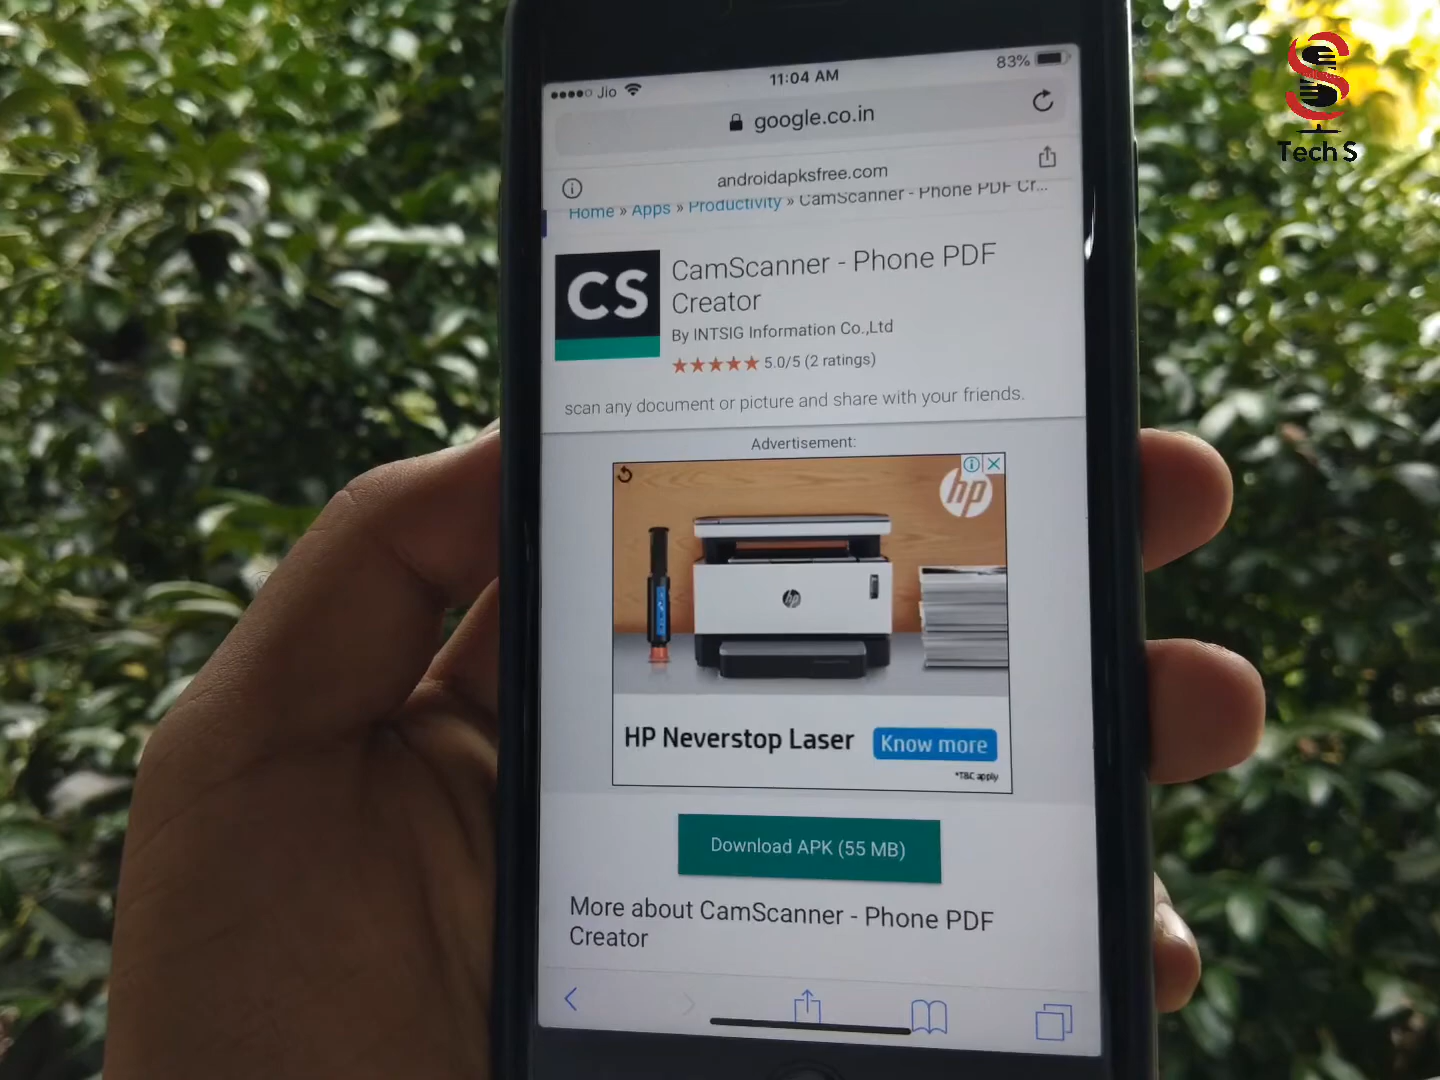 ●●●●○ Jio
11:04 AM
83%
google.co.in
androidapksfree.com
Home » Apps » Productivity » CamScanner - Phone PDF Cr...
CS
CamScanner - Phone PDF
Creator
By INTSIG Information Co.,Ltd
5.0/5 (2 ratings)
scan any document or picture and share with your friends.
Advertisement:
hp
hp
HP Neverstop Laser
Know more
*T&C apply
Download APK (55 MB)
More about CamScanner - Phone PDF
Creator
Tech S